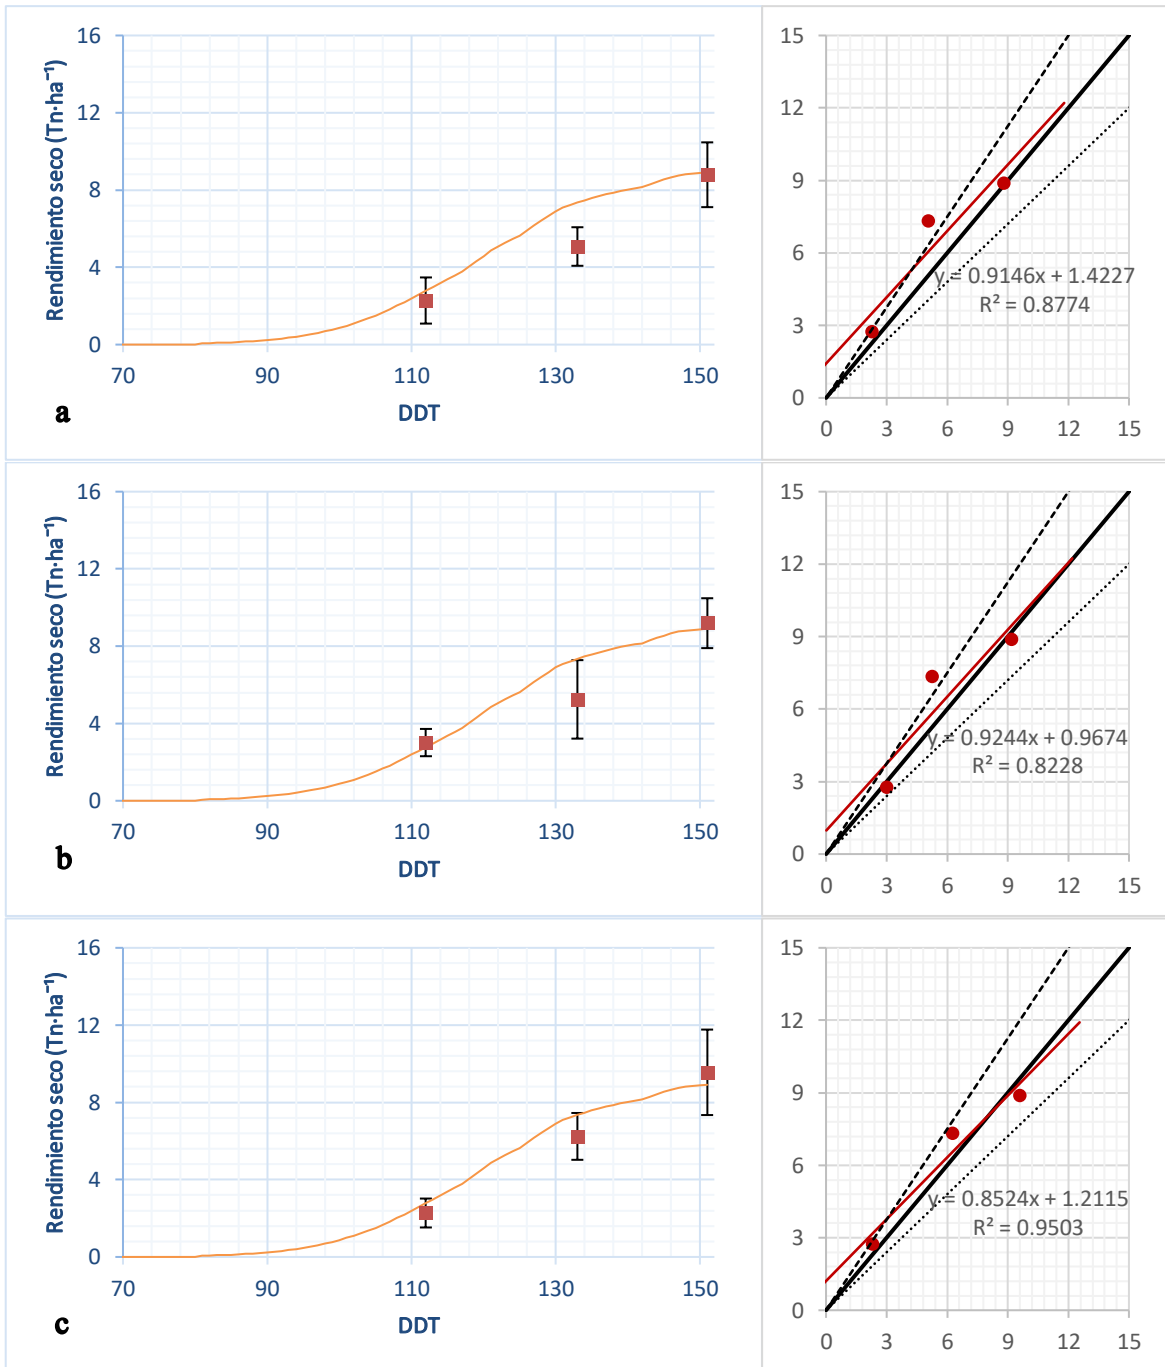 Rendimiento seco (Tn·ha⁻¹)
16
12
8
4
0
70 90 110 130 150
DDT
a
15
12
9
6
3
0
0 3 6 9 12 15
y = 0.9146x + 1.4227
R² = 0.8774
Rendimiento seco (Tn·ha⁻¹)
16
12
8
4
0
70 90 110 130 150
DDT
b
15
12
9
6
3
0
0 3 6 9 12 15
y = 0.9244x + 0.9674
R² = 0.8228
Rendimiento seco (Tn·ha⁻¹)
16
12
8
4
0
70 90 110 130 150
DDT
c
15
12
9
6
3
0
0 3 6 9 12 15
y = 0.8524x + 1.2115
R² = 0.9503